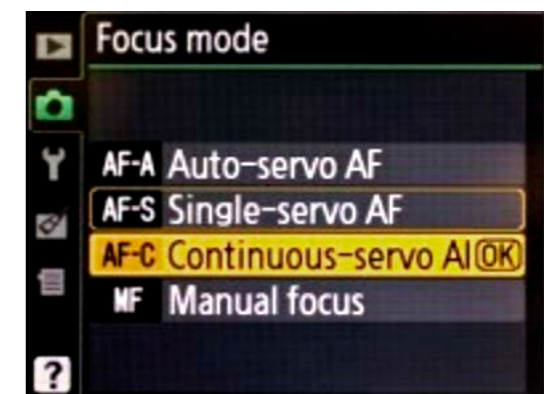 Focus mode
AF-A Auto-servo AF
AF-S Single-servo AF
AF-C Continuous-servo A OK
MF Manual focus
?